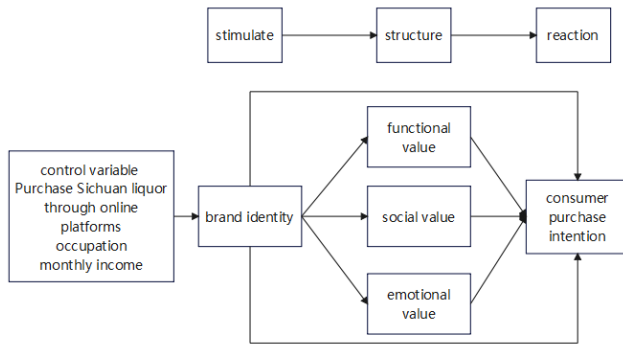 stimulate
structure
reaction
control variable
Purchase Sichuan liquor
through online
platforms
occupation
monthly income
brand identity
functional
value
social value
emotional
value
consumer
purchase
intention